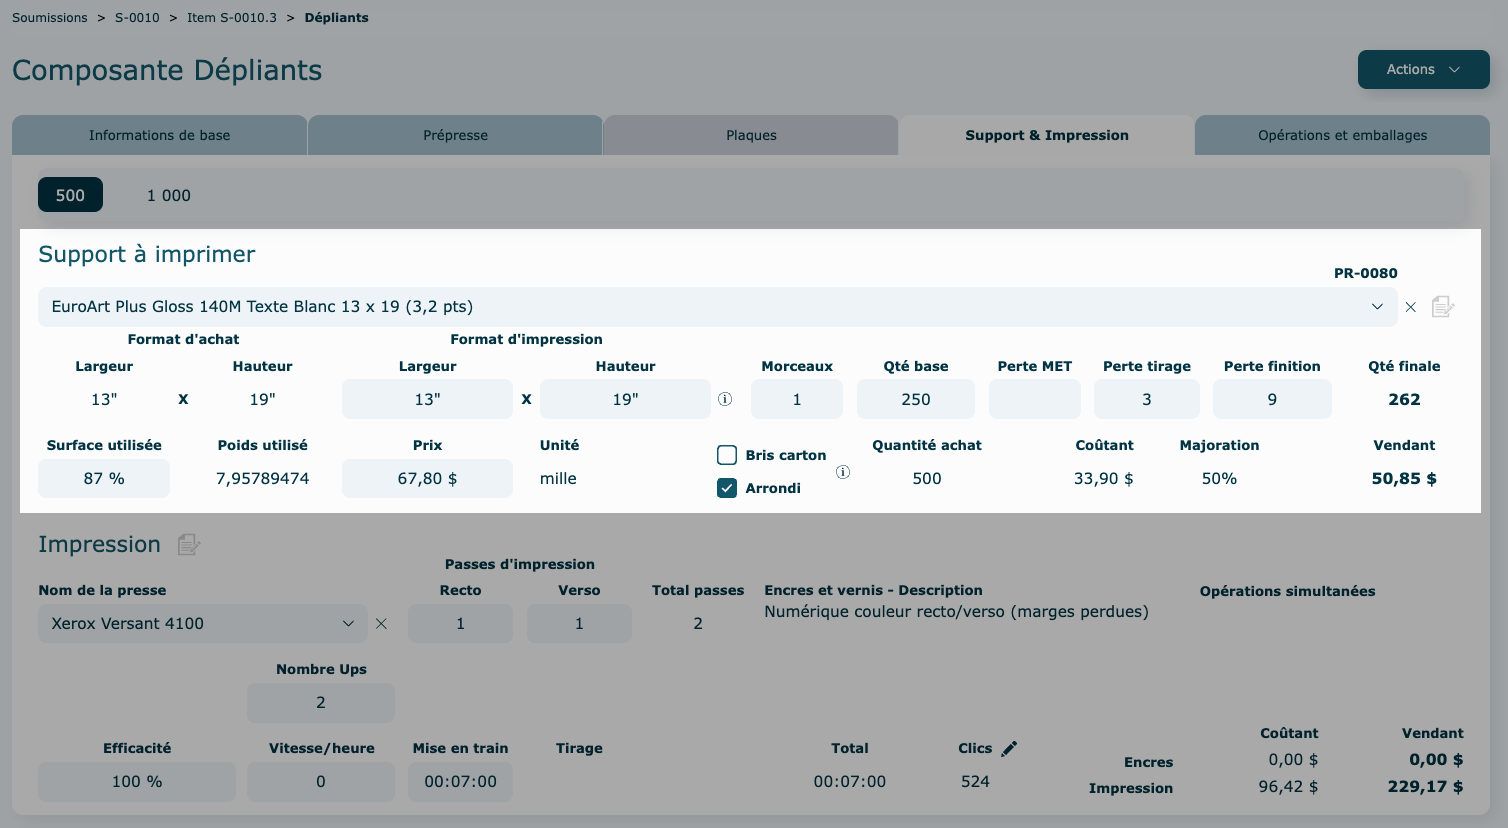 Soumissions > S-0010 > Item S-0010.3 > Dépliants
Composante Dépliants
Actions
Informations de base
Prépresse
Plaques
Support & Impression
Opérations et emballages
500
1 000
Support à imprimer
PR-0080
EuroArt Plus Gloss 140M Texte Blanc 13 x 19 (3,2 pts)
Format d'achat
Format d'impression
Largeur
Hauteur
Largeur
Hauteur
Morceaux
Qté base
Perte MET
Perte tirage
Perte finition
Qté finale
13" x 19"
13" x 19"
1
250
3
9
262
Surface utilisée
Poids utilisé
Prix
Unité
Bris carton
Quantité achat
Coûtant
Majoration
Vendant
87 %
7,95789474
67,80 $
mille
Arrondi
500
33,90 $
50%
50,85 $
Impression
Passes d'impression
Nom de la presse
Recto
Verso
Total passes
Encres et vernis - Description
Opérations simultanées
Xerox Versant 4100
1
1
2
Numérique couleur recto/verso (marges perdues)
Nombre Ups
2
Efficacité
Vitesse/heure
Mise en train
Tirage
Total
Clics
Coûtant
Vendant
100 %
0
00:07:00
00:07:00
524
Encres
0,00 $
0,00 $
Impression
96,42 $
229,17 $